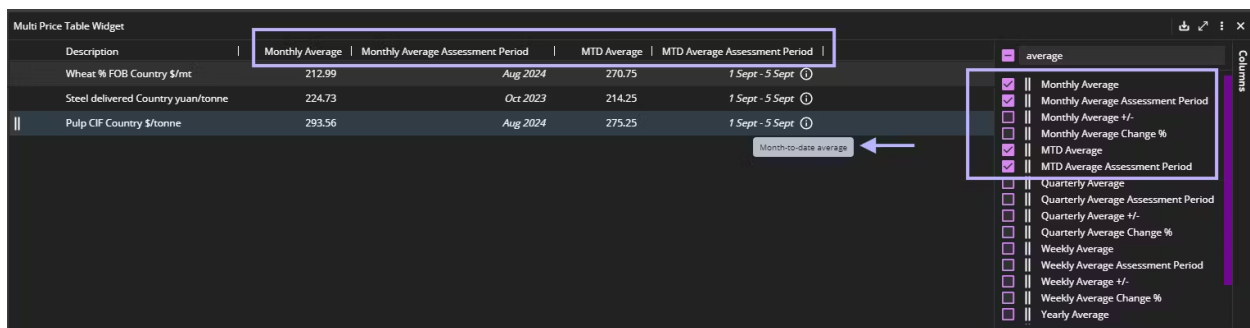 Multi Price Table Widget
Description Monthly Average Monthly Average Assessment Period MTD Average MTD Average Assessment Period
Wheat % FOB Country $/mt 212.99 Aug 2024 270.75 1 Sept - 5 Sept
Steel delivered Country yuan/tonne 224.73 Oct 2023 214.25 1 Sept - 5 Sept
Pulp CIF Country $/tonne 293.56 Aug 2024 275.25 1 Sept - 5 Sept
Month-to-date average
average
Monthly Average
Monthly Average Assessment Period
Monthly Average +/-
Monthly Average Change %
MTD Average
MTD Average Assessment Period
Quarterly Average
Quarterly Average Assessment Period
Quarterly Average +/-
Quarterly Average Change %
Weekly Average
Weekly Average Assessment Period
Weekly Average +/-
Weekly Average Change %
Yearly Average
Columns